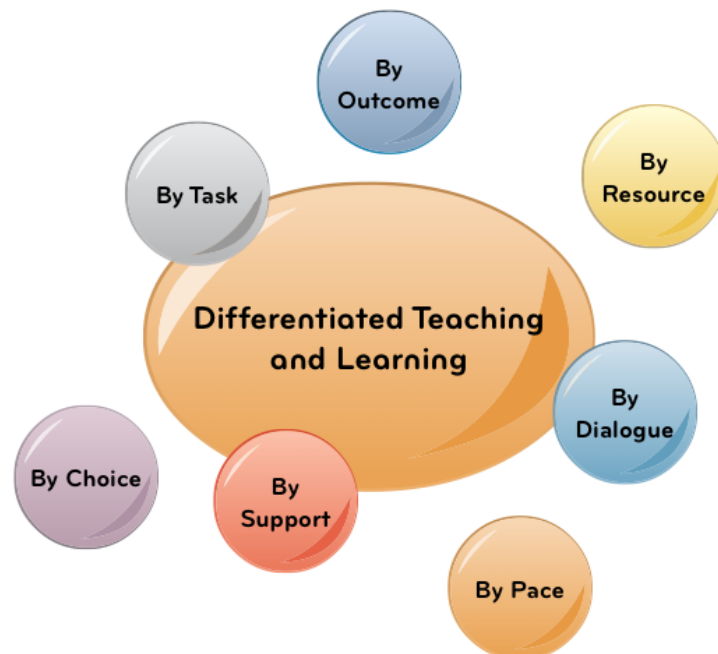 By
Outcome
By Task
By
Resource
Differentiated Teaching
and Learning
By
Dialogue
By Choice
By
Support
By Pace